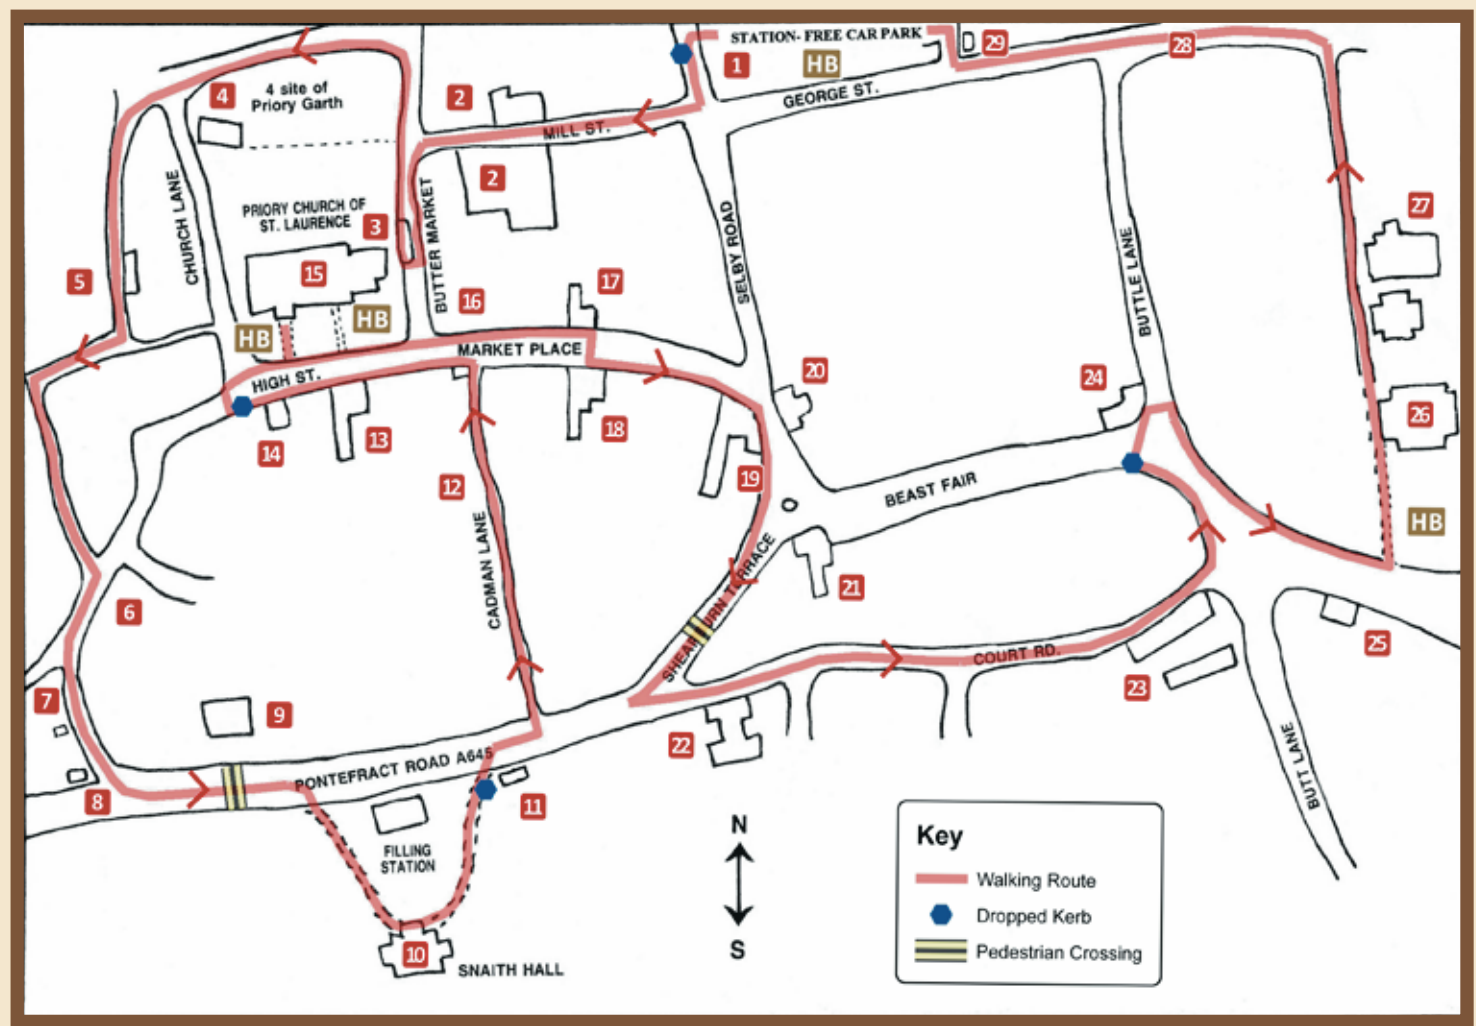 STATION- FREE CAR PARK
29
28
1
HB
4
4 site of
Priory Garth
2
GEORGE ST.
MILL ST.
2
27
CHURCH LANE
PRIORY CHURCH OF
ST. LAURENCE
3
BUTTER MARKET
SELBY ROAD
BUTTLE LANE
5
15
16
17
HB
HB
MARKET PLACE
HIGH ST.
20
24
26
14
13
18
12
19
BEAST FAIR
HB
CADMAN LANE
SHEARBURN TERRACE
21
6
25
COURT RD.
23
7
9
22
PONTEFRACT ROAD A645
BUTT LANE
8
11
FILLING
STATION
N
S
10
SNAITH HALL
Key
Walking Route
Dropped Kerb
Pedestrian Crossing